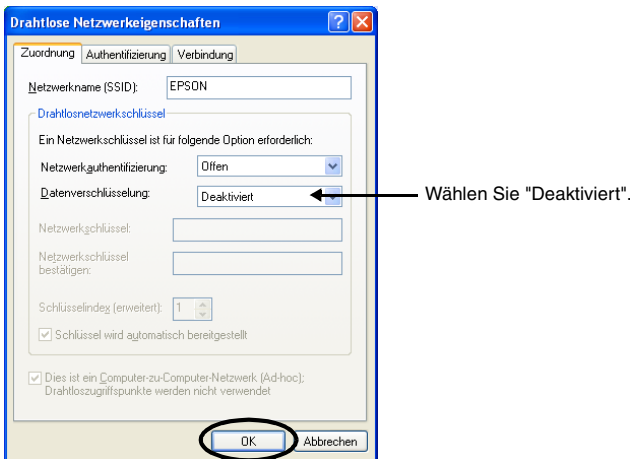 Drahtlose Netzwerkeigenschaften
Zuordnung Authentifizierung Verbindung
Netzwerkname (SSID): EPSON
Drahtlosnetzwerkschlüssel
Ein Netzwerkschlüssel ist für folgende Option erforderlich:
Netzwerkauthentifizierung: Offen
Datenverschlüsselung: Deaktiviert
Wählen Sie "Deaktiviert".
Netzwerkschlüssel:
Netzwerkschlüssel
bestätigen:
Schlüsselindex (erweitert): 1
Schlüssel wird automatisch bereitgestellt
Dies ist ein Computer-zu-Computer-Netzwerk (Ad-hoc);
Drahtloszugriffspunkte werden nicht verwendet
OK Abbrechen